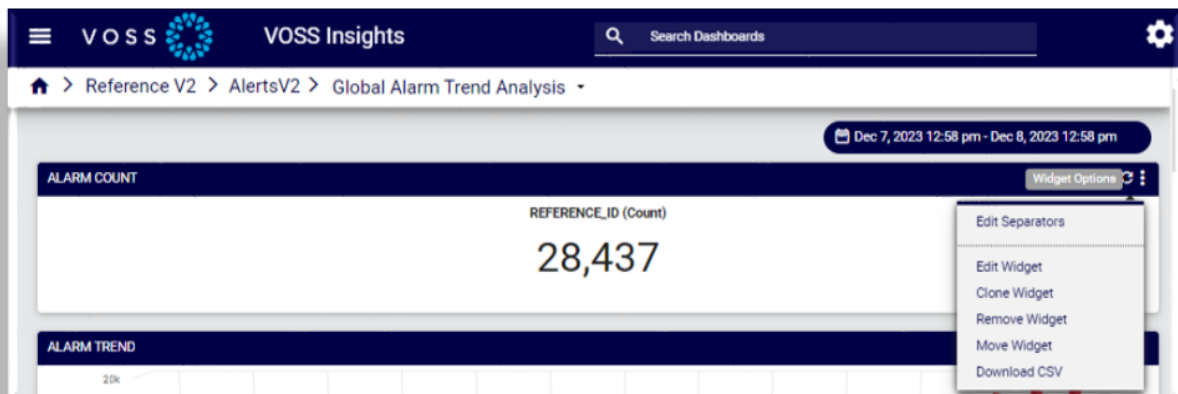 VOSS VOSS Insights Search Dashboards
> Reference V2 > AlertsV2 > Global Alarm Trend Analysis
Dec 7, 2023 12:58 pm - Dec 8, 2023 12:58 pm
ALARM COUNT Widget Options
REFERENCE_ID (Count)
28,437
Edit Separators
Edit Widget
Clone Widget
Remove Widget
Move Widget
Download CSV
ALARM TREND
20k